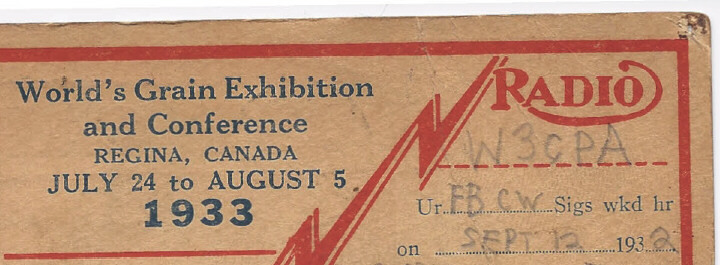 World's Grain Exhibition
and Conference
REGINA, CANADA
JULY 24 to AUGUST 5
1933
RADIO
W3CPA
Ur FB CW Sigs wkd hr
on SEPT 12 1932